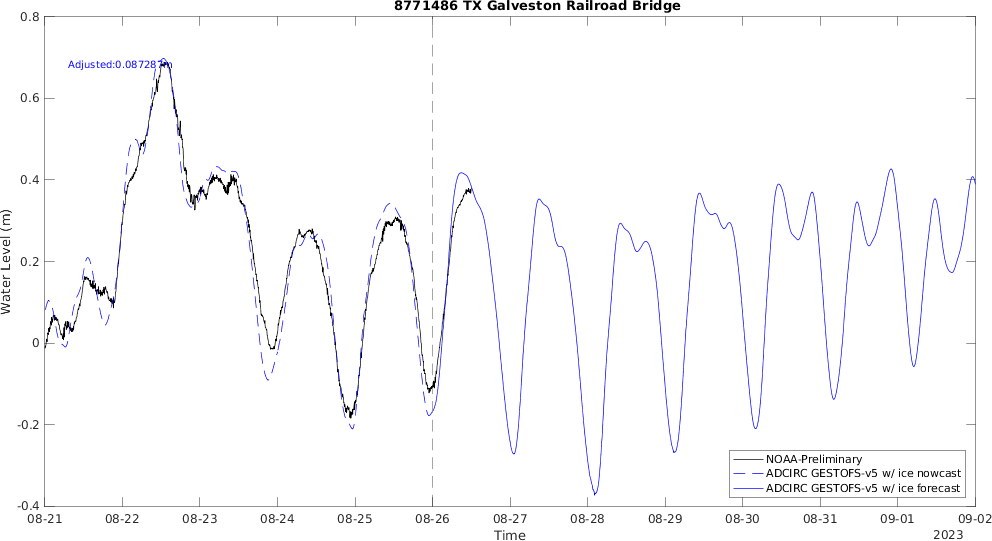 8771486 TX Galveston Railroad Bridge
0.8
0.6
0.4
0.2
0
-0.2
-0.4
Water Level (m)
Adjusted:0.087287
NOAA-Preliminary
ADCIRC GESTOFS-v5 w/ ice nowcast
ADCIRC GESTOFS-v5 w/ ice forecast
08-21 08-22 08-23 08-24 08-25 08-26 08-27 08-28 08-29 08-30 08-31 09-01 09-02
Time
2023